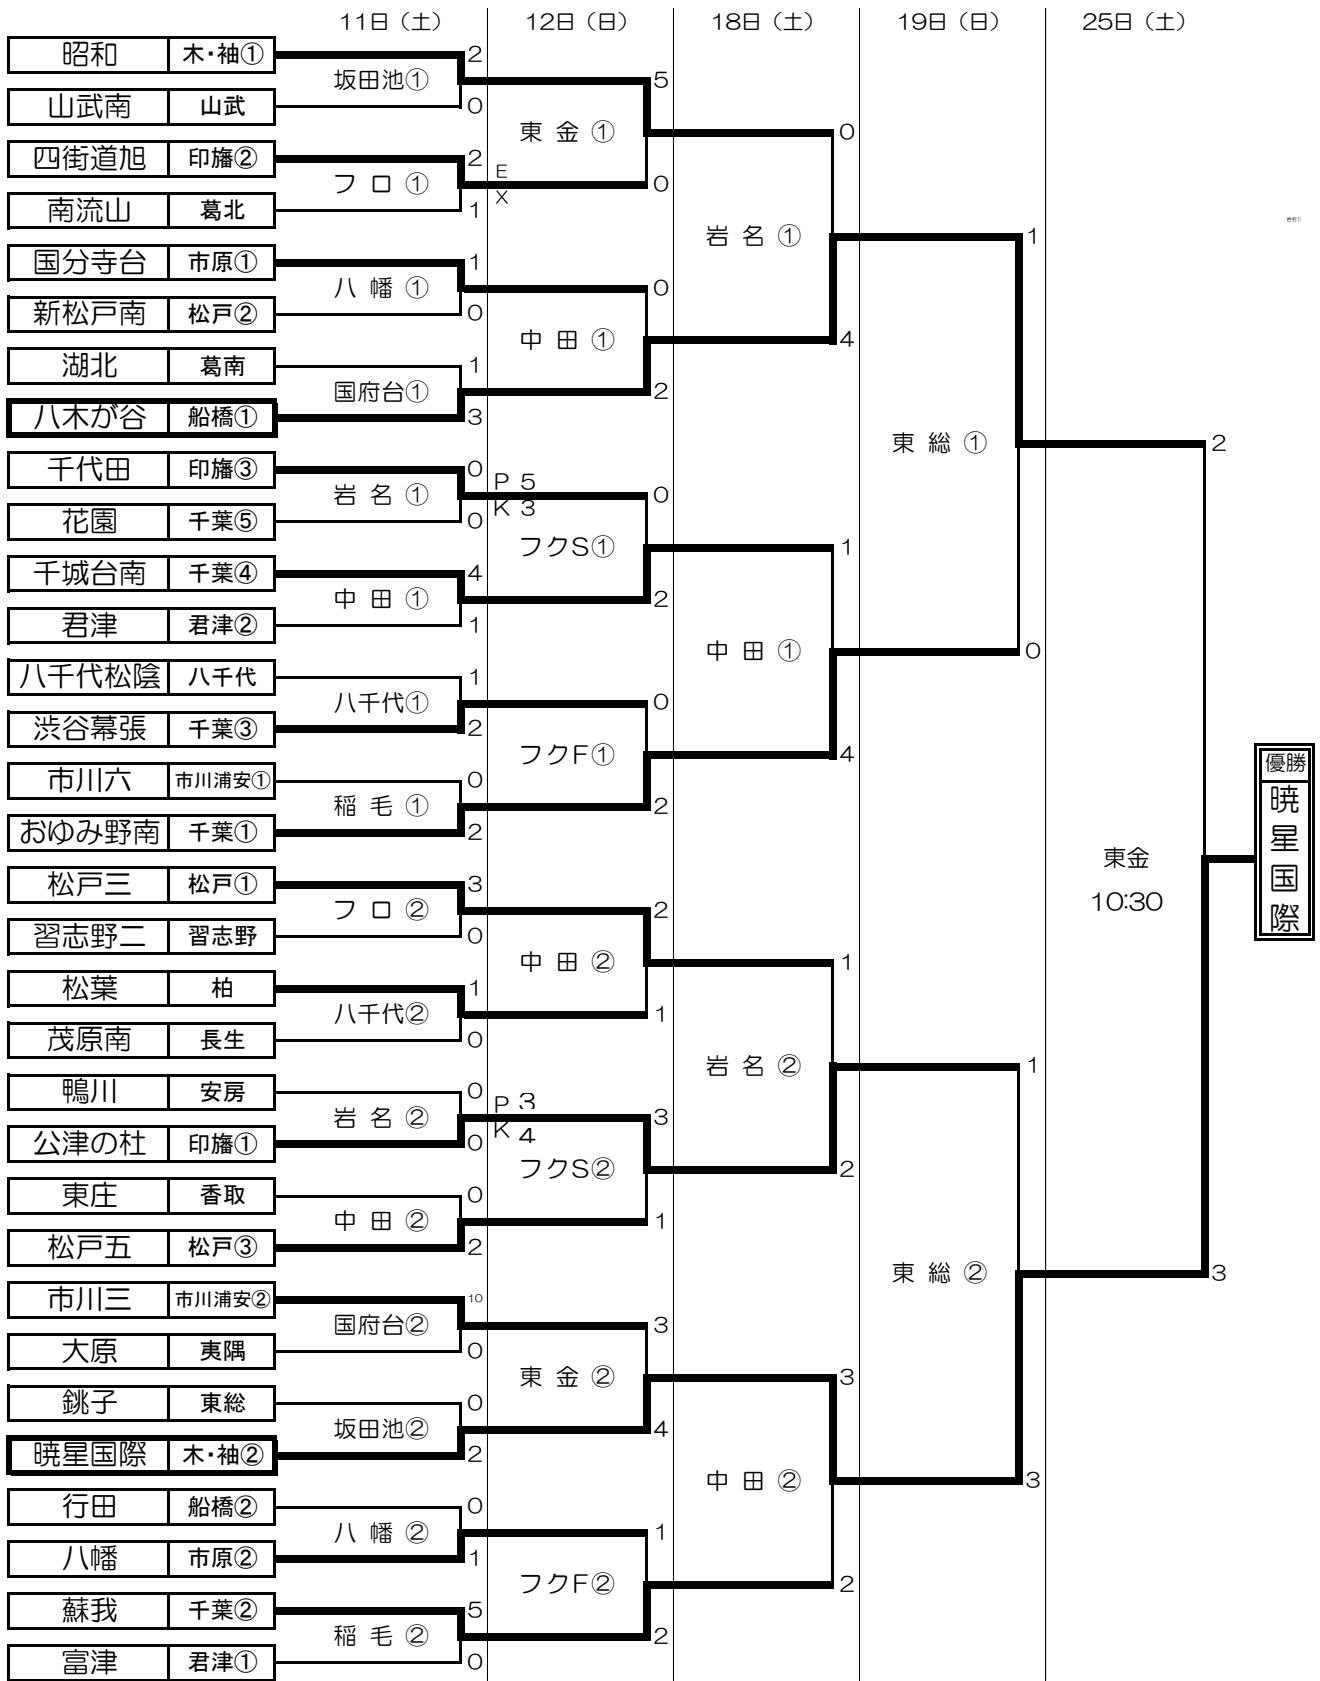 11日（土） 12日（日） 18日（土） 19日（日） 25日（土）
昭和 木・袖① 2
坂田池① 5
山武南 山武 0
東 金 ① 0
四街道旭 印旛② 2
フ ロ ① EX 0
南流山 葛北 1
岩 名 ① 1
国分寺台 市原① 1
八 幡 ① 0
新松戸南 松戸② 0
中 田 ① 4
湖北 葛南 1
国府台① 2
八木が谷 船橋① 3
東 総 ① 2
千代田 印旛③ 0
岩 名 ① PK 5 3 0
花園 千葉⑤ 0
フクS① 1
千城台南 千葉④ 4
中 田 ① 2
君津 君津② 1
中 田 ① 0
八千代松陰 八千代 1
八千代① 0
渋谷幕張 千葉③ 2
フクF① 4
市川六 市川浦安① 0
稲 毛 ① 2
おゆみ野南 千葉① 2
優勝
暁星国際
東金
10:30
松戸三 松戸① 3
フ ロ ② 2
習志野二 習志野 0
中 田 ② 1
松葉 柏 1
八千代② 1
茂原南 長生 0
岩 名 ② 1
鴨川 安房 0
岩 名 ② PK 3 4 3
公津の杜 印旛① 0
フクS② 2
東庄 香取 0
中 田 ② 1
松戸五 松戸③ 2
東 総 ② 3
市川三 市川浦安② 10
国府台② 3
大原 夷隅 0
東 金 ② 3
銚子 東総 0
坂田池② 4
暁星国際 木・袖② 2
中 田 ② 3
行田 船橋② 0
八 幡 ② 1
八幡 市原② 1
フクF② 2
蘇我 千葉② 5
稲 毛 ② 2
富津 君津① 0